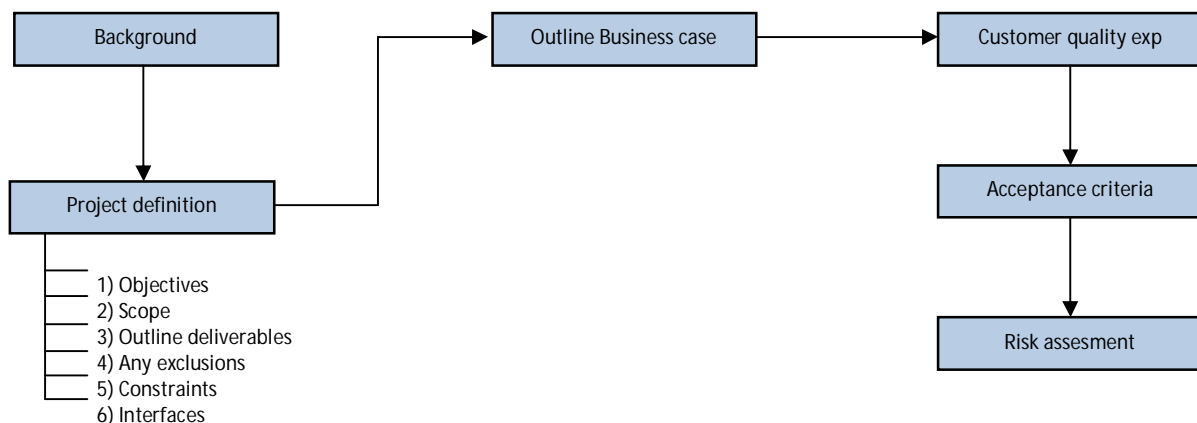 Background
Outline Business case
Customer quality exp
Project definition
Acceptance criteria
1) Objectives
2) Scope
3) Outline deliverables
4) Any exclusions
5) Constraints
6) Interfaces
Risk assesment